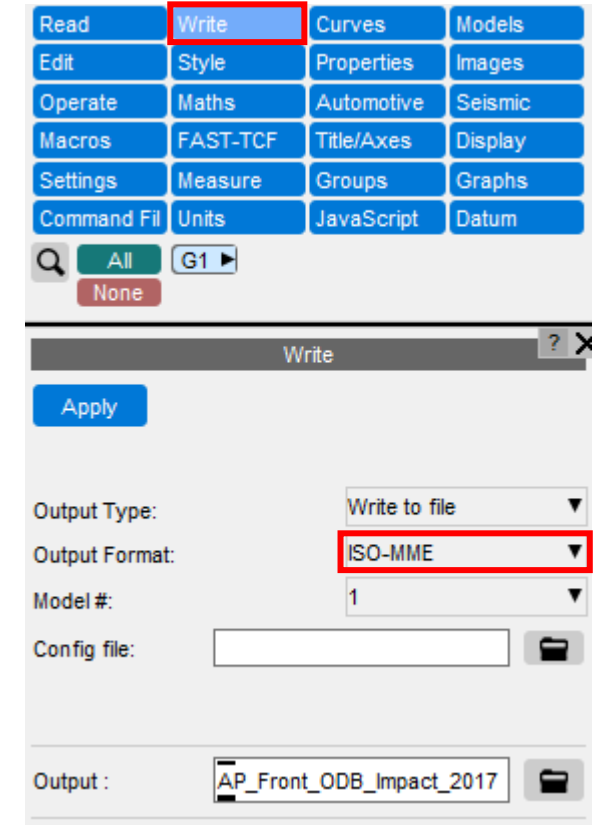 Read Write Curves Models
Edit Style Properties Images
Operate Maths Automotive Seismic
Macros FAST-TCF Title/Axes Display
Settings Measure Groups Graphs
Command Fil Units JavaScript Datum
All G1
None
Write ? X
Apply
Output Type: Write to file
Output Format: ISO-MME
Model #: 1
Config file:
Output : AP_Front_ODB_Impact_2017